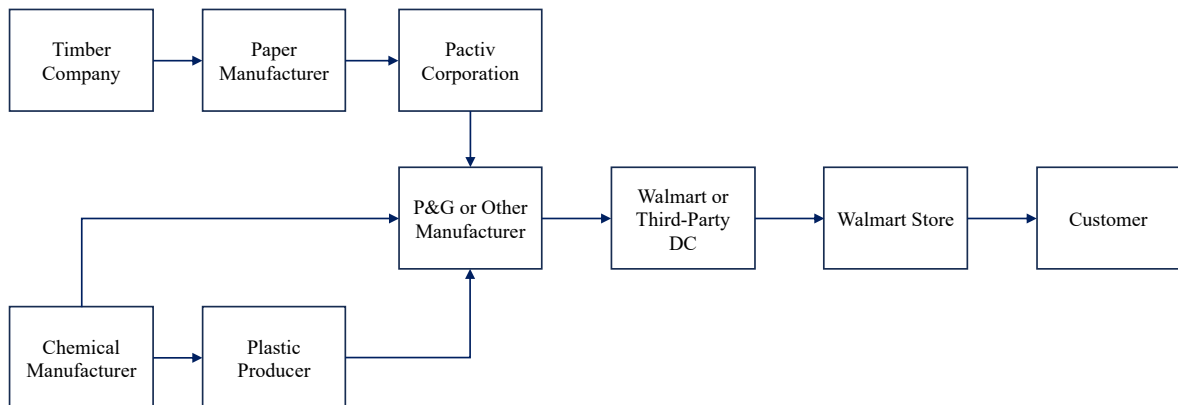 Timber
Company
Paper
Manufacturer
Pactiv
Corporation
P&G or Other
Manufacturer
Walmart or
Third-Party
DC
Walmart Store
Customer
Chemical
Manufacturer
Plastic
Producer